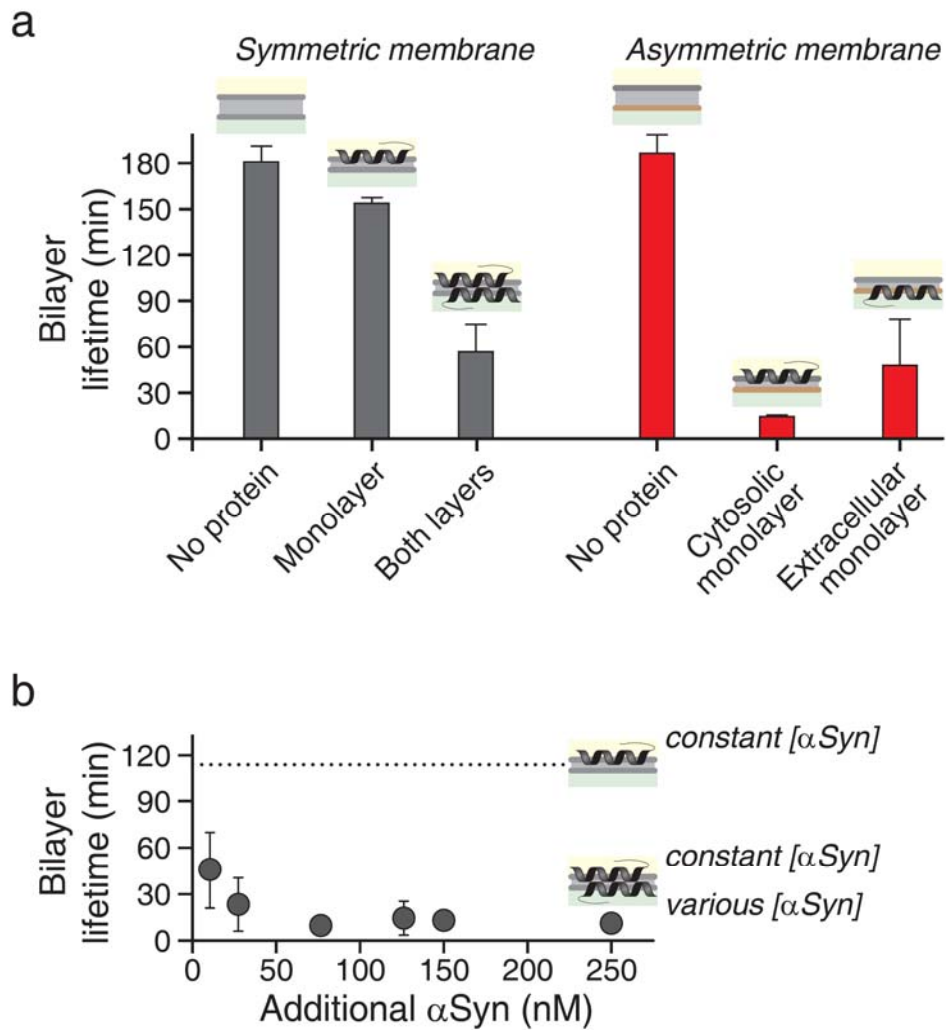 a
Symmetric membrane
Asymmetric membrane
Bilayer
lifetime (min)
180
150
120
90
60
30
0
No protein
Monolayer
Both layers
No protein
Cytosolic
monolayer
Extracellular
monolayer
b
Bilayer
lifetime (min)
120
90
60
30
0
constant [αSyn]
constant [αSyn]
various [αSyn]
0 50 100 150 200 250
Additional αSyn (nM)